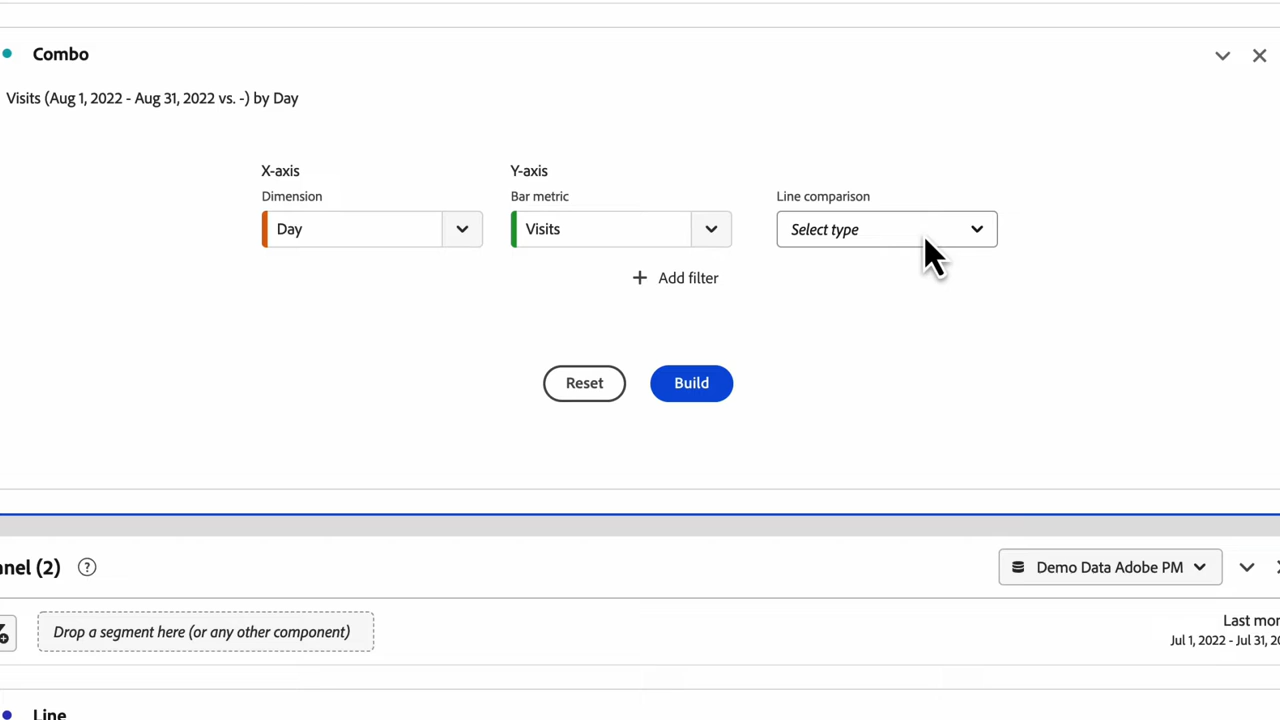 Combo
Visits (Aug 1, 2022 - Aug 31, 2022 vs. -) by Day
X-axis
Y-axis
Dimension
Bar metric
Line comparison
Day
Visits
Select type
+ Add filter
Reset
Build
nel (2)
?
Demo Data Adobe PM
Drop a segment here (or any other component)
Last mor
Jul 1, 2022 - Jul 31, 20
Line